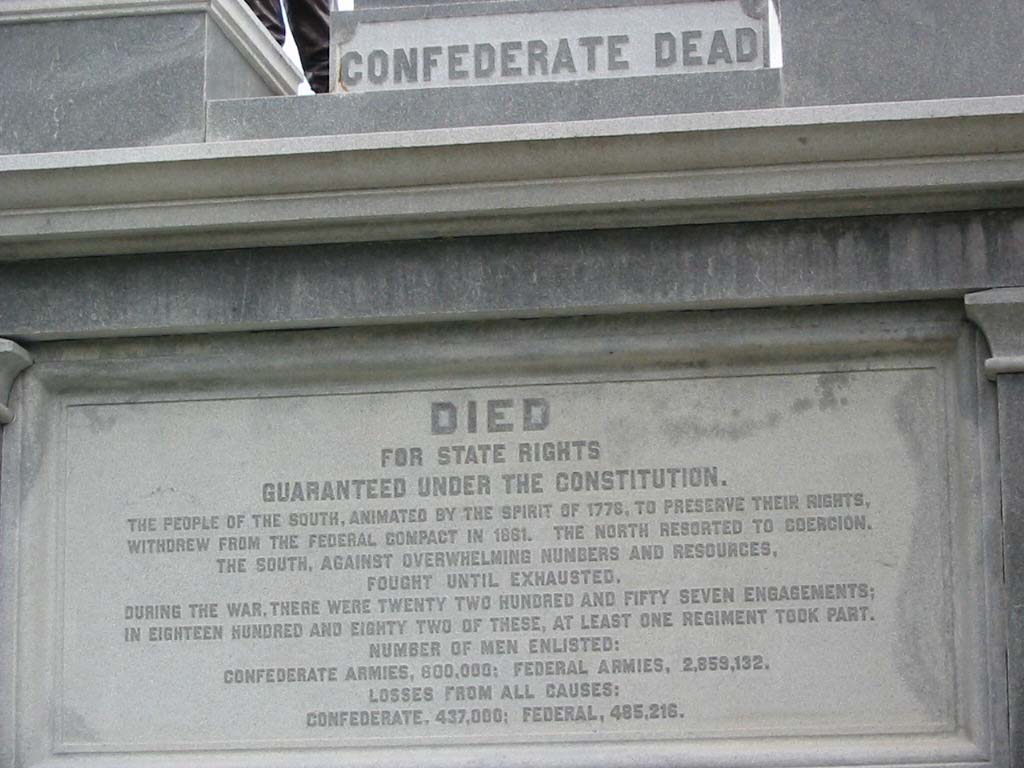 CONFEDERATE DEAD
DIED
FOR STATE RIGHTS
GUARANTEED UNDER THE CONSTITUTION.
THE PEOPLE OF THE SOUTH, ANIMATED BY THE SPIRIT OF 1776, TO PRESERVE THEIR RIGHTS,
WITHDREW FROM THE FEDERAL COMPACT IN 1861. THE NORTH RESORTED TO COERCION.
THE SOUTH, AGAINST OVERWHELMING NUMBERS AND RESOURCES,
FOUGHT UNTIL EXHAUSTED.
DURING THE WAR, THERE WERE TWENTY TWO HUNDRED AND FIFTY SEVEN ENGAGEMENTS;
IN EIGHTEEN HUNDRED AND EIGHTY TWO OF THESE, AT LEAST ONE REGIMENT TOOK PART.
NUMBER OF MEN ENLISTED:
CONFEDERATE ARMIES, 600,000; FEDERAL ARMIES, 2,859,132.
LOSSES FROM ALL CAUSES:
CONFEDERATE, 437,000; FEDERAL, 485,216.